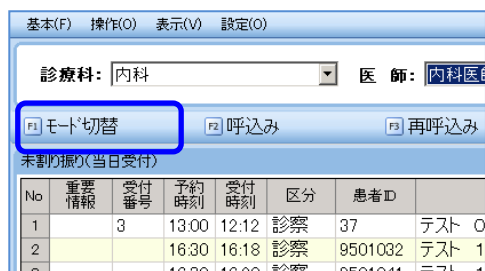 基本(F) 操作(O) 表示(V) 設定(O)
診療科: 内科 医 師: 内科医師
F1 モード切替 F2 呼込み F3 再呼込み
未割り振り(当日受付)
No 重要情報 受付番号 予約時刻 受付時刻 区分 患者ID
1 3 13:00 12:12 診察 37 テスト
2 16:30 16:18 診察 9501032 テスト 1